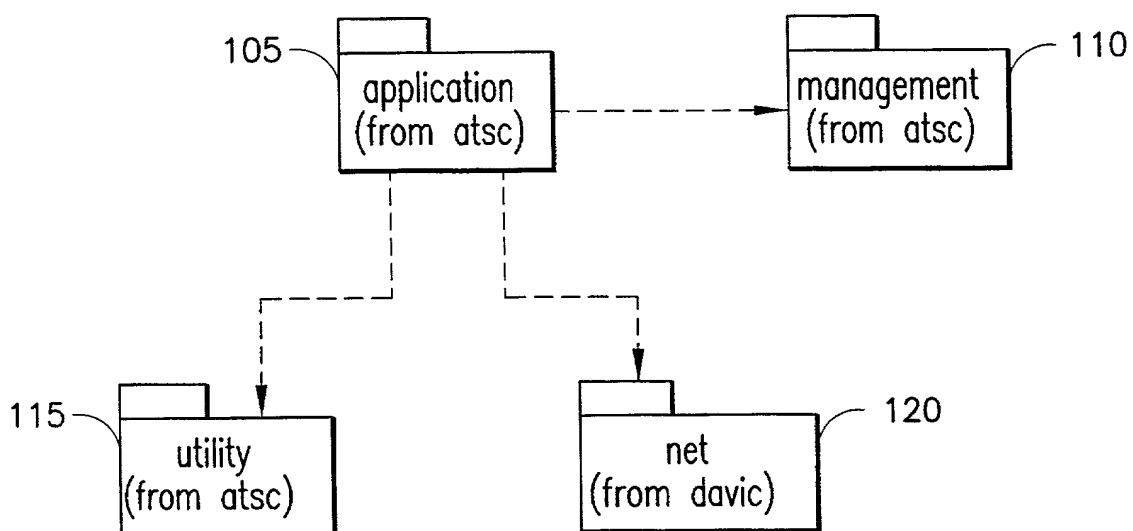 105
application
(from atsc)
management
(from atsc)
110
115
utility
(from atsc)
net
(from davic)
120